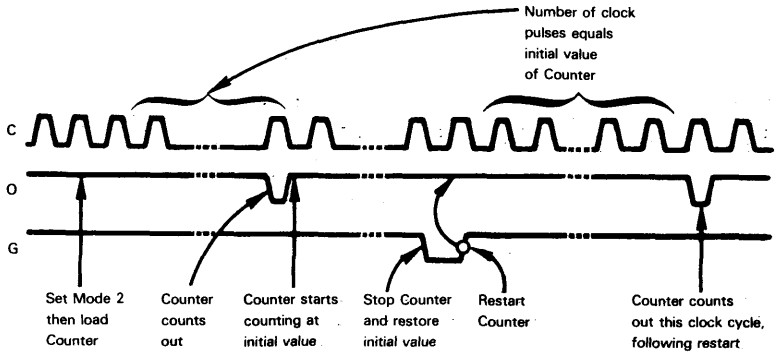 Number of clock
pulses equals
initial value
of Counter
C
O
G
Set Mode 2
then load
Counter
Counter
counts
out
Counter starts
counting at
initial value
Stop Counter
and restore
initial value
Restart
Counter
Counter counts
out this clock cycle,
following restart